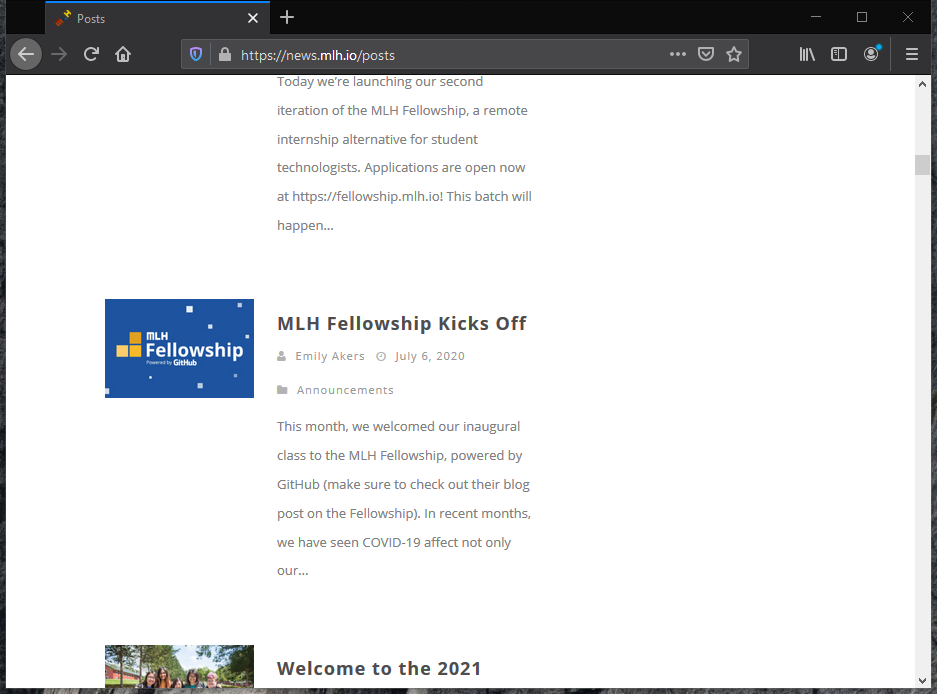 Posts
https://news.mlh.io/posts
Today we're launching our second
iteration of the MLH Fellowship, a remote
internship alternative for student
technologists. Applications are open now
at https://fellowship.mlh.io! This batch will
happen...
MLH
Fellowship
Powered by GitHub
MLH Fellowship Kicks Off
Emily Akers July 6, 2020
Announcements
This month, we welcomed our inaugural
class to the MLH Fellowship, powered by
GitHub (make sure to check out their blog
post on the Fellowship). In recent months,
we have seen COVID-19 affect not only
our...
Welcome to the 2021